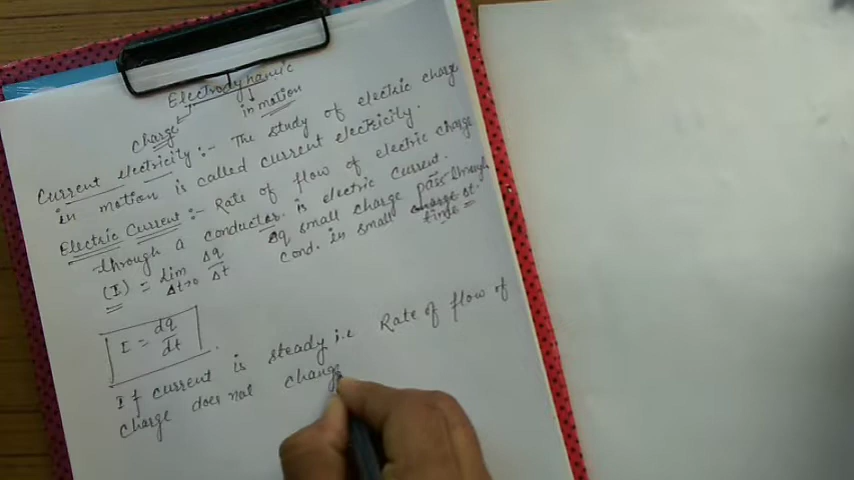 Electrodynamic
charge in motion
Current electricity :- The study of electric charge
in motion is called current electricity.
Electric Current :- Rate of flow of electric charge
through a conductor. is electric current.
(I) = lim Δt→0 Δq/Δt Δq small charge pass through
cond. in small charge of
time
I = dq/dt
If current is steady i.e Rate of flow of
charge does not change